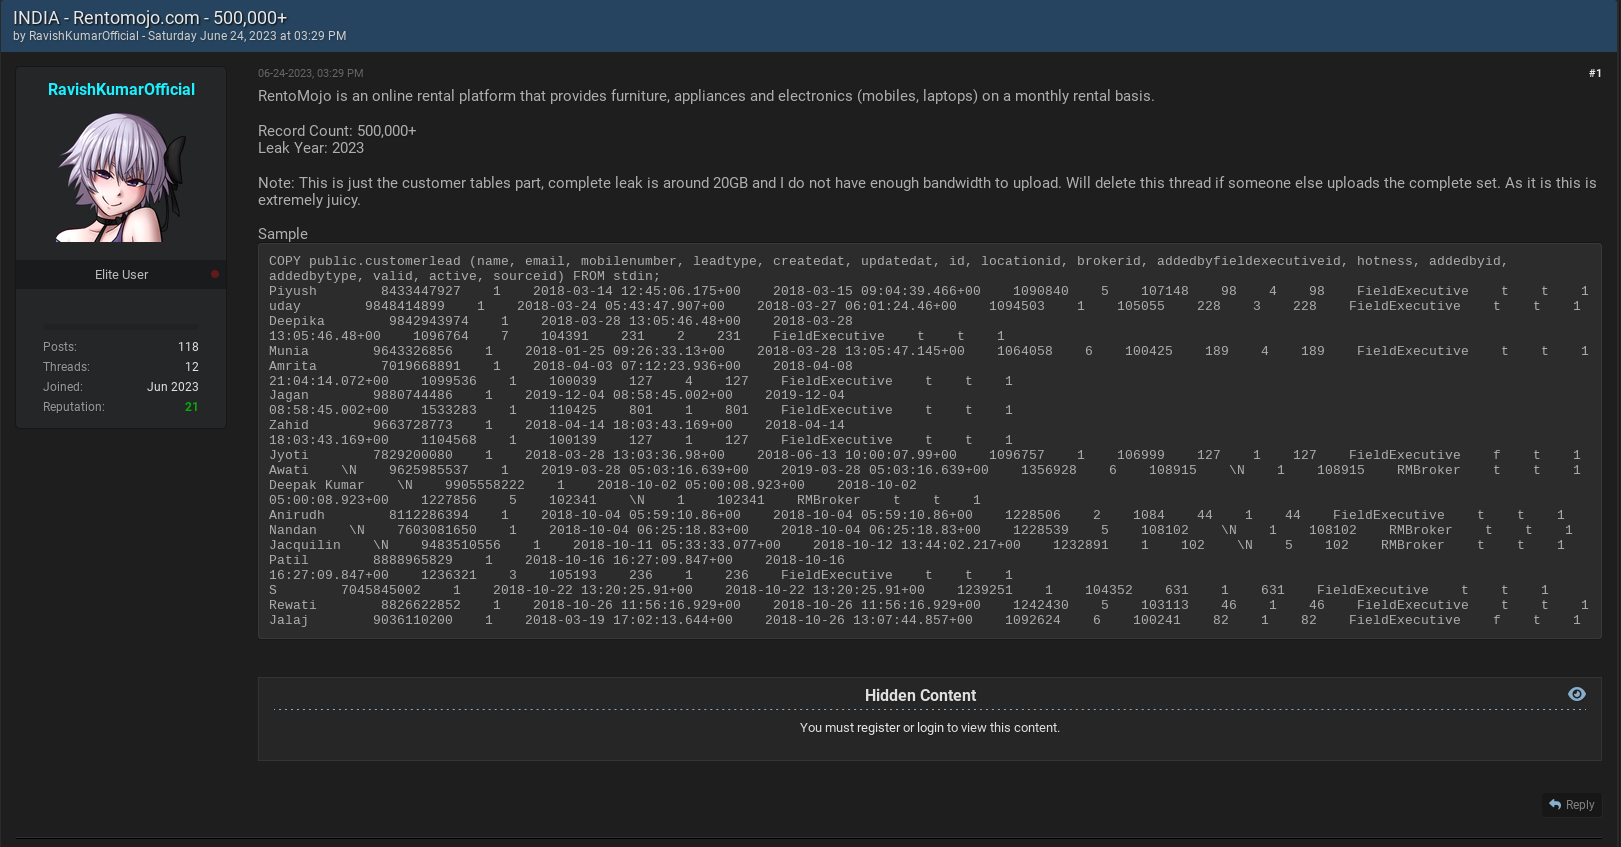 INDIA - Rentomojo.com - 500,000+
by RavishKumarOfficial - Saturday June 24, 2023 at 03:29 PM
RavishKumarOfficial
Elite User
Posts: 118
Threads: 12
Joined: Jun 2023
Reputation: 21
06-24-2023, 03:29 PM #1
RentoMojo is an online rental platform that provides furniture, appliances and electronics (mobiles, laptops) on a monthly rental basis.
Record Count: 500,000+
Leak Year: 2023
Note: This is just the customer tables part, complete leak is around 20GB and I do not have enough bandwidth to upload. Will delete this thread if someone else uploads the complete set. As it is this is
extremely juicy.
Sample
COPY public.customerlead (name, email, mobilenumber, leadtype, createdat, updatedat, id, locationid, brokerid, addedbyfieldexecutiveid, hotness, addedbyid,
addedbytype, valid, active, sourceid) FROM stdin;
Piyush 8433447927 1 2018-03-14 12:45:06.175+00 2018-03-15 09:04:39.466+00 1090840 5 107148 98 4 98 FieldExecutive t t 1
uday 9848414899 1 2018-03-24 05:43:47.907+00 2018-03-27 06:01:24.46+00 1094503 1 105055 228 3 228 FieldExecutive t t 1
Deepika 9842943974 1 2018-03-28 13:05:46.48+00 2018-03-28
13:05:46.48+00 1096764 7 104391 231 2 231 FieldExecutive t t 1
Munia 9643326856 1 2018-01-25 09:26:33.13+00 2018-03-28 13:05:47.145+00 1064058 6 100425 189 4 189 FieldExecutive t t 1
Amrita 7019668891 1 2018-04-03 07:12:23.936+00 2018-04-08
21:04:14.072+00 1099536 1 100039 127 4 127 FieldExecutive t t 1
Jagan 9880744486 1 2019-12-04 08:58:45.002+00 2019-12-04
08:58:45.002+00 1533283 1 110425 801 1 801 FieldExecutive t t 1
Zahid 9663728773 1 2018-04-14 18:03:43.169+00 2018-04-14
18:03:43.169+00 1104568 1 100139 127 1 127 FieldExecutive t t 1
Jyoti 7829200080 1 2018-03-28 13:03:36.98+00 2018-06-13 10:00:07.99+00 1096757 1 106999 127 1 127 FieldExecutive f t 1
Awati \N 9625985537 1 2019-03-28 05:03:16.639+00 2019-03-28 05:03:16.639+00 1356928 6 108915 \N 1 108915 RMBroker t t 1
Deepak Kumar \N 9905558222 1 2018-10-02 05:00:08.923+00 2018-10-02
05:00:08.923+00 1227856 5 102341 \N 1 102341 RMBroker t t 1
Anirudh 8112286394 1 2018-10-04 05:59:10.86+00 2018-10-04 05:59:10.86+00 1228506 2 1084 44 1 44 FieldExecutive t t 1
Nandan \N 7603081650 1 2018-10-04 06:25:18.83+00 2018-10-04 06:25:18.83+00 1228539 5 108102 \N 1 108102 RMBroker t t 1
Jacquilin \N 9483510556 1 2018-10-11 05:33:33.077+00 2018-10-12 13:44:02.217+00 1232891 1 102 \N 5 102 RMBroker t t 1
Patil 8888965829 1 2018-10-16 16:27:09.847+00 2018-10-16
16:27:09.847+00 1236321 3 105193 236 1 236 FieldExecutive t t 1
S 7045845002 1 2018-10-22 13:20:25.91+00 2018-10-22 13:20:25.91+00 1239251 1 104352 631 1 631 FieldExecutive t t 1
Rewati 8826622852 1 2018-10-26 11:56:16.929+00 2018-10-26 11:56:16.929+00 1242430 5 103113 46 1 46 FieldExecutive t t 1
Jalaj 9036110200 1 2018-03-19 17:02:13.644+00 2018-10-26 13:07:44.857+00 1092624 6 100241 82 1 82 FieldExecutive f t 1
Hidden Content
You must register or login to view this content.
Reply